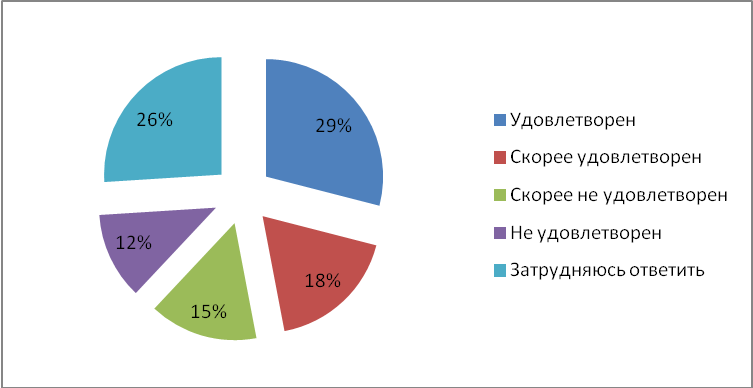 26%
29%
12%
15%
18%
Удовлетворен
Скорее удовлетворен
Скорее не удовлетворен
Не удовлетворен
Затрудняюсь ответить